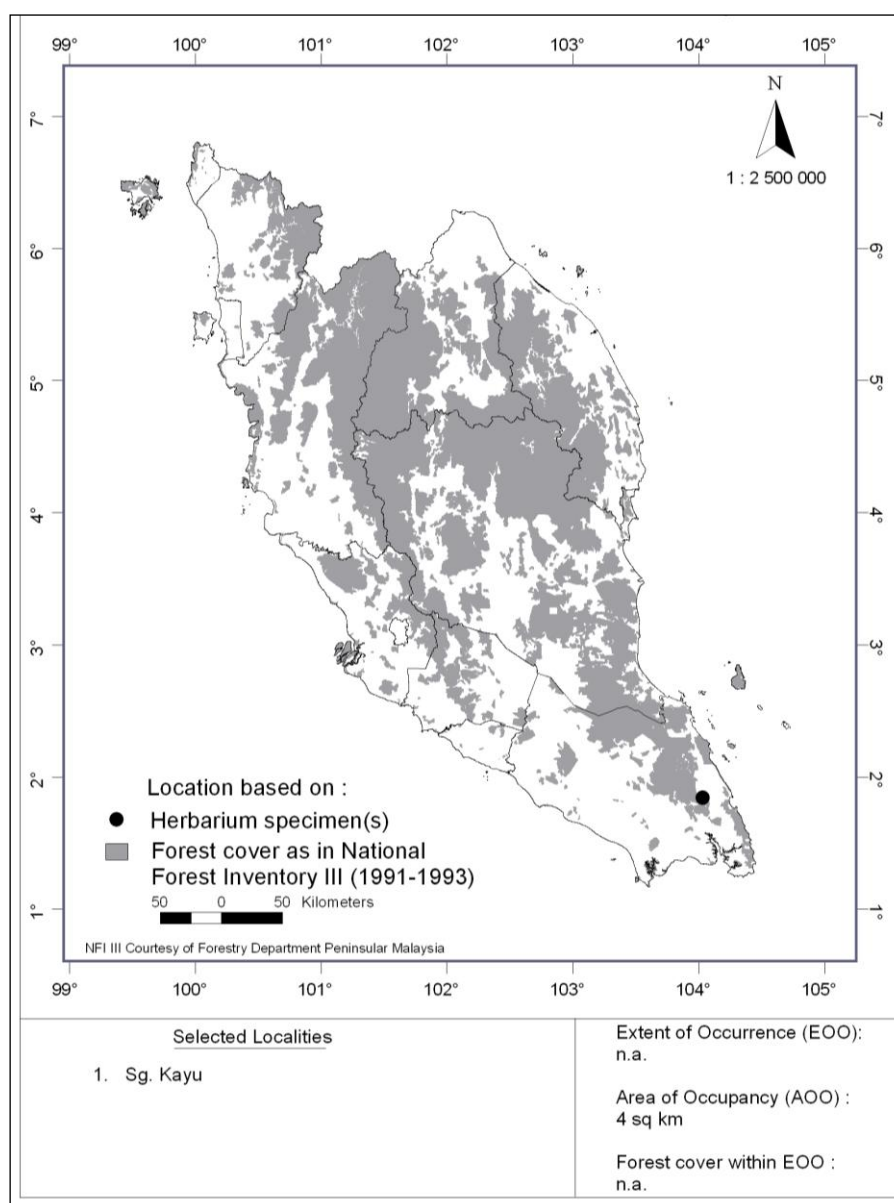 99° 100° 101° 102° 103° 104° 105°
N
1 : 2 500 000
7° 7°
6° 6°
5° 5°
4° 4°
3° 3°
2° 2°
1° 1°
Location based on :
Herbarium specimen(s)
Forest cover as in National
Forest Inventory III (1991-1993)
50 0 50 Kilometers
NFI III Courtesy of Forestry Department Peninsular Malaysia
99° 100° 101° 102° 103° 104° 105°
Selected Localities
1. Sg. Kayu
Extent of Occurrence (EOO):
n.a.
Area of Occupancy (AOO) :
4 sq km
Forest cover within EOO :
n.a.